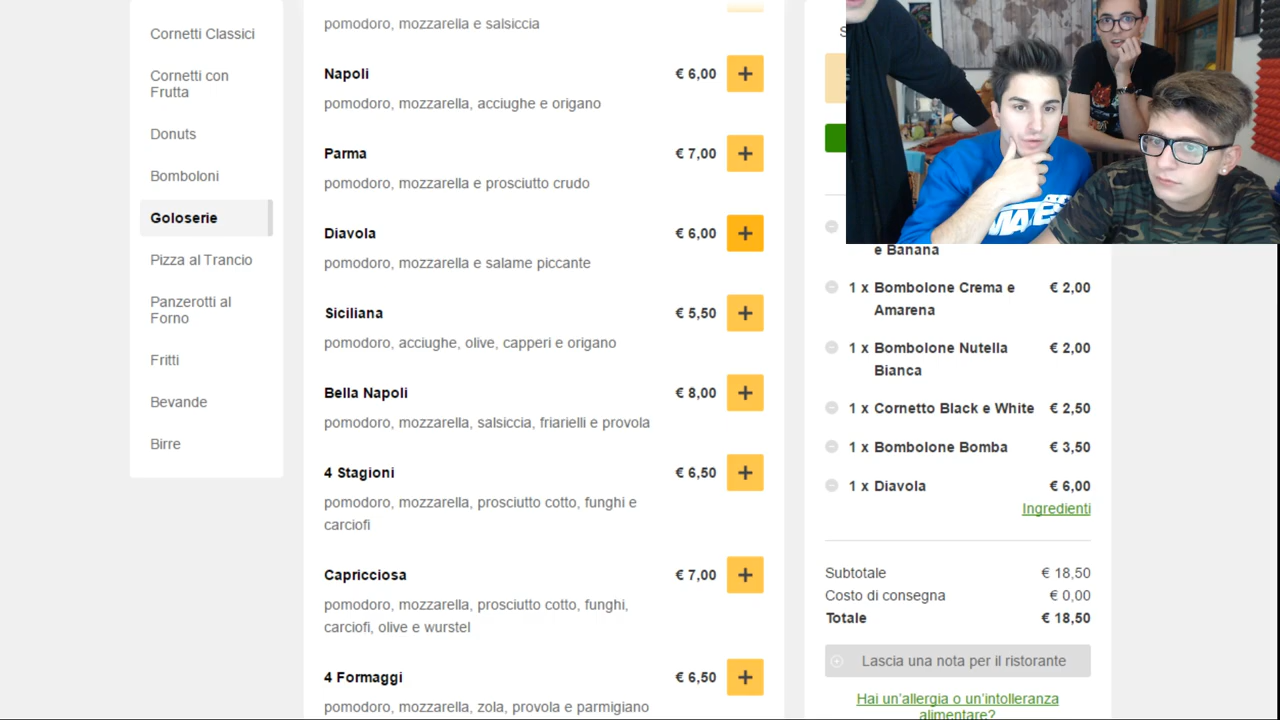 Cornetti Classici
Cornetti con
Frutta
Donuts
Bomboloni
Goloserie
Pizza al Trancio
Panzerotti al
Forno
Fritti
Bevande
Birre
pomodoro, mozzarella e salsiccia
Napoli € 6,00
pomodoro, mozzarella, acciughe e origano
Parma € 7,00
pomodoro, mozzarella e prosciutto crudo
Diavola € 6,00
pomodoro, mozzarella e salame piccante
Siciliana € 5,50
pomodoro, acciughe, olive, capperi e origano
Bella Napoli € 8,00
pomodoro, mozzarella, salsiccia, friarielli e provola
4 Stagioni € 6,50
pomodoro, mozzarella, prosciutto cotto, funghi e
carciofi
Capricciosa € 7,00
pomodoro, mozzarella, prosciutto cotto, funghi,
carciofi, olive e wurstel
4 Formaggi € 6,50
pomodoro, mozzarella, zola, provola e parmigiano
e Banana
1 x Bombolone Crema e € 2,00
Amarena
1 x Bombolone Nutella € 2,00
Bianca
1 x Cornetto Black e White € 2,50
1 x Bombolone Bomba € 3,50
1 x Diavola € 6,00
Ingredienti
Subtotale € 18,50
Costo di consegna € 0,00
Totale € 18,50
Lascia una nota per il ristorante
Hai un'allergia o un'intolleranza
alimentare?